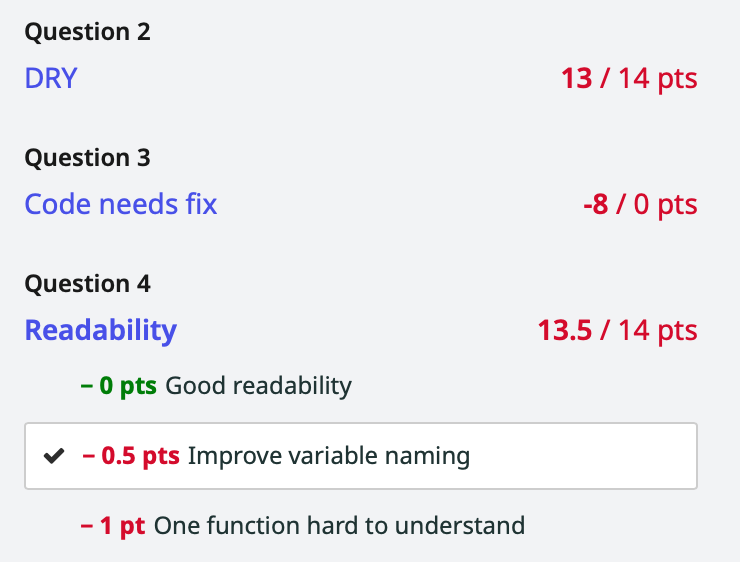 Question 2
DRY 13 / 14 pts
Question 3
Code needs fix -8 / 0 pts
Question 4
Readability 13.5 / 14 pts
– 0 pts Good readability
– 0.5 pts Improve variable naming
– 1 pt One function hard to understand